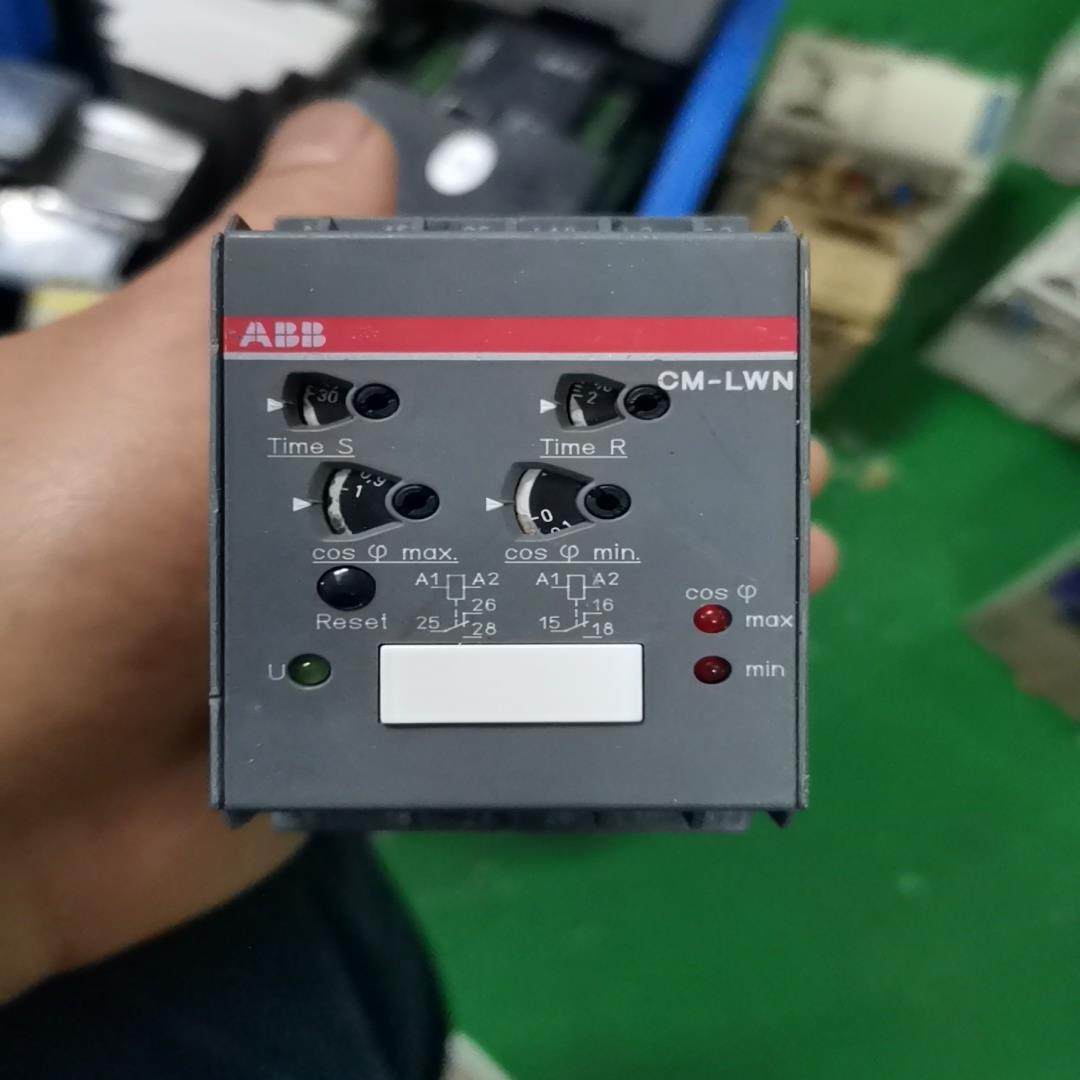 ABB
CM-LWN
30 2
Time S Time R
0,9
1 0
cos φ max. cos φ min.
A1 A2 A1 A2
26 16
25 28 15 18
Reset
cos φ
max
U min